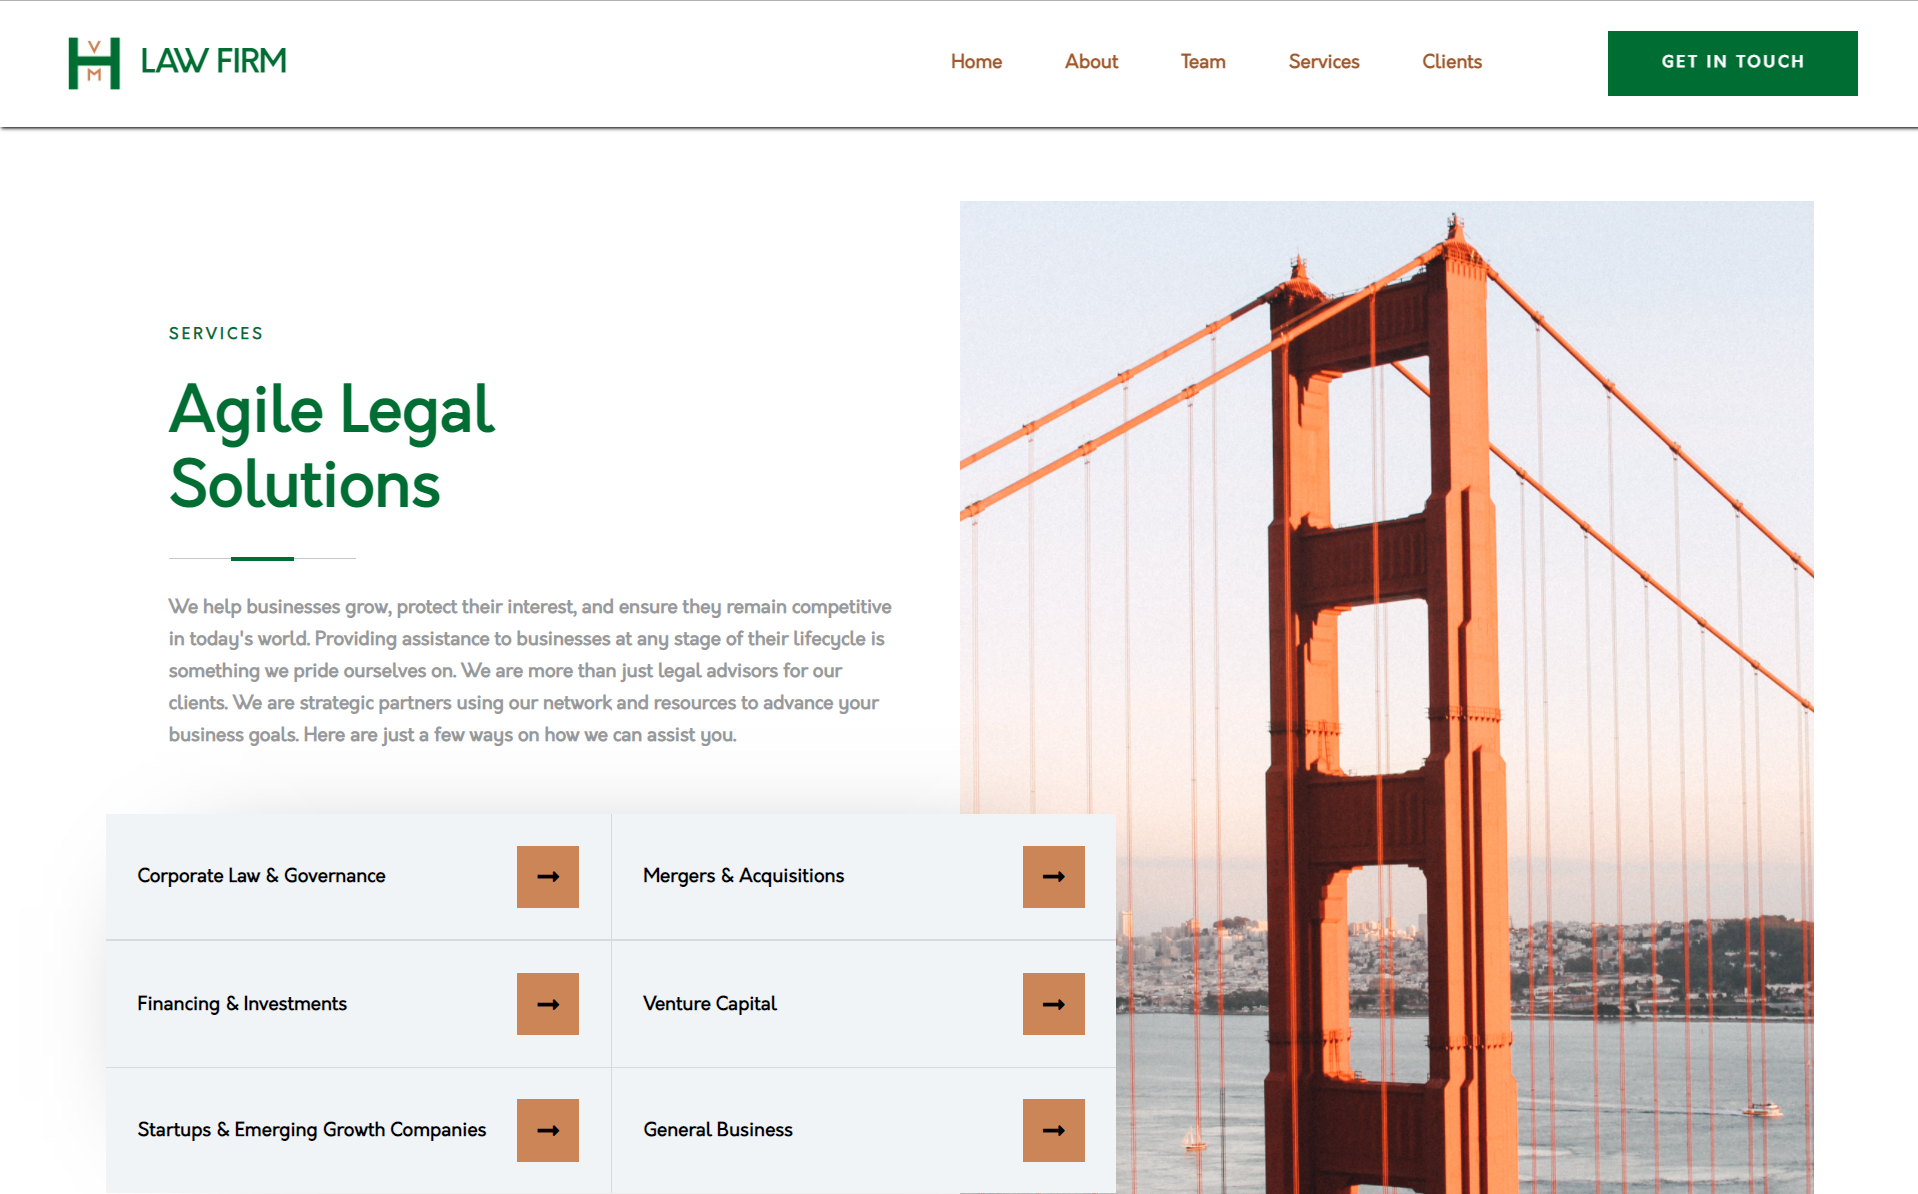 H V M LAW FIRM
Home About Team Services Clients
GET IN TOUCH
SERVICES
Agile Legal
Solutions
We help businesses grow, protect their interest, and ensure they remain competitive
in today's world. Providing assistance to businesses at any stage of their lifecycle is
something we pride ourselves on. We are more than just legal advisors for our
clients. We are strategic partners using our network and resources to advance your
business goals. Here are just a few ways on how we can assist you.
Corporate Law & Governance
Mergers & Acquisitions
Financing & Investments
Venture Capital
Startups & Emerging Growth Companies
General Business